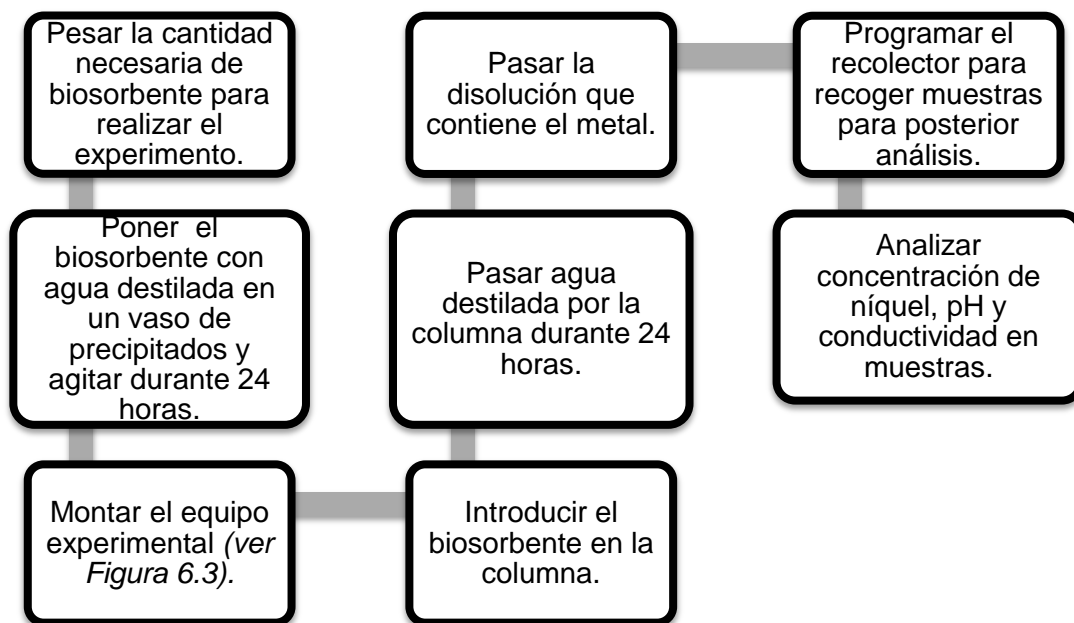 Pesar la cantidad
necesaria de
biosorbente para
realizar el
experimento.
Poner el
biosorbente con
agua destilada en
un vaso de
precipitados y
agitar durante 24
horas.
Montar el equipo
experimental (ver
Figura 6.3).
Introducir el
biosorbente en la
columna.
Pasar agua
destilada por la
columna durante 24
horas.
Pasar la
disolución que
contiene el metal.
Programar el
recolector para
recoger muestras
para posterior
análisis.
Analizar
concentración de
níquel, pH y
conductividad en
muestras.